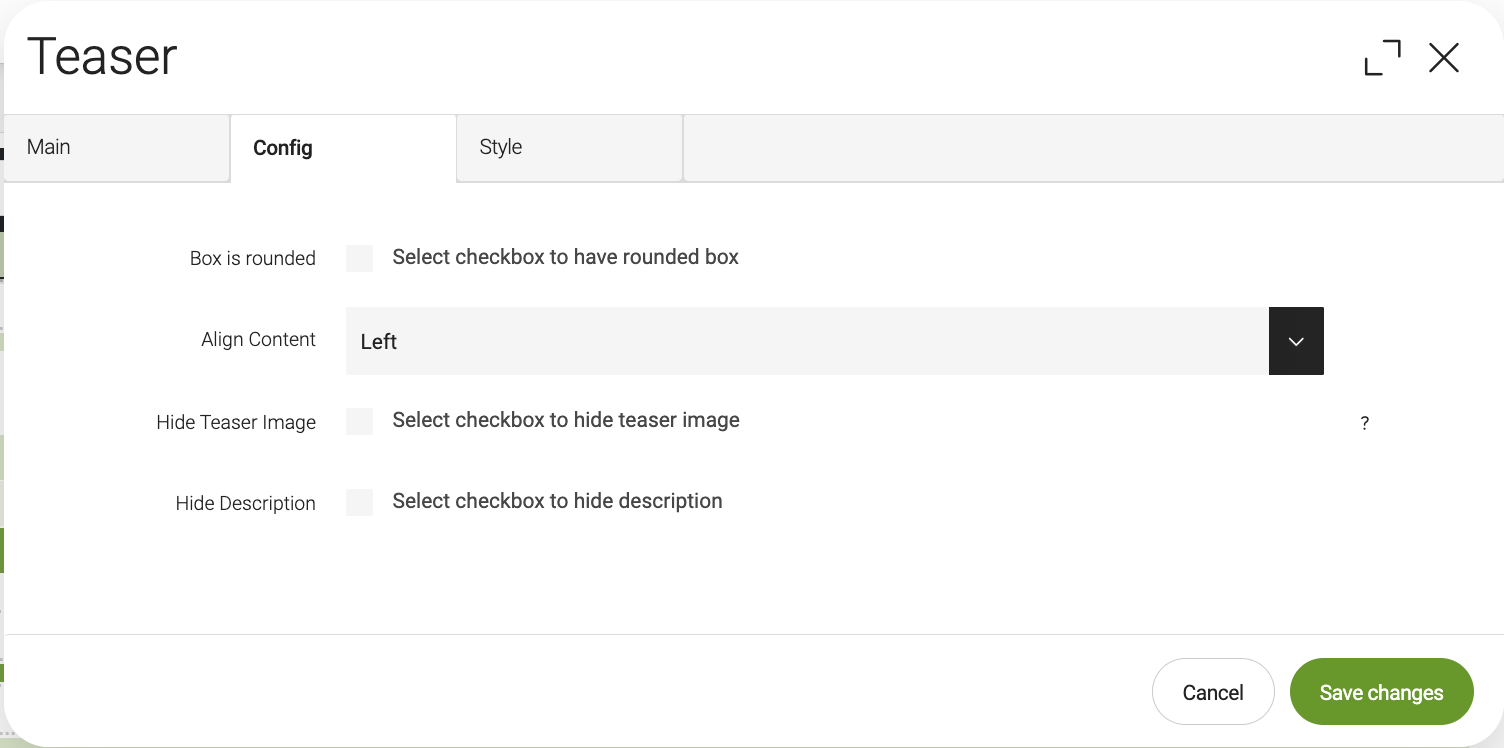 Teaser
Main
Config
Style
Box is rounded
Select checkbox to have rounded box
Align Content
Left
Hide Teaser Image
Select checkbox to hide teaser image
?
Hide Description
Select checkbox to hide description
Cancel
Save changes